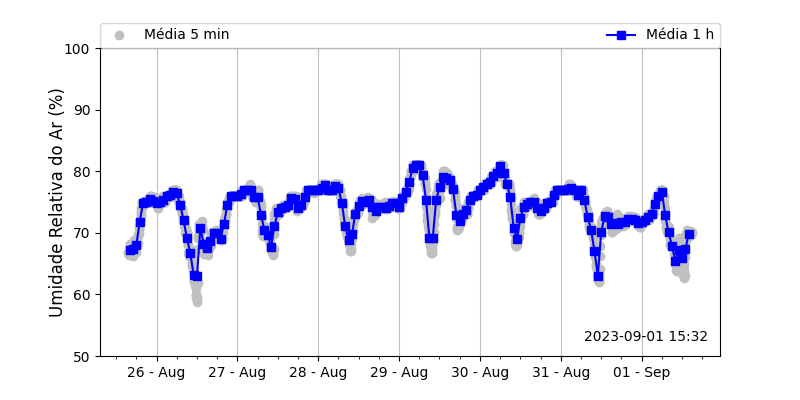 Média 5 min
Média 1 h
Umidade Relativa do Ar (%)
100
90
80
70
60
50
2023-09-01 15:32
26 - Aug
27 - Aug
28 - Aug
29 - Aug
30 - Aug
31 - Aug
01 - Sep